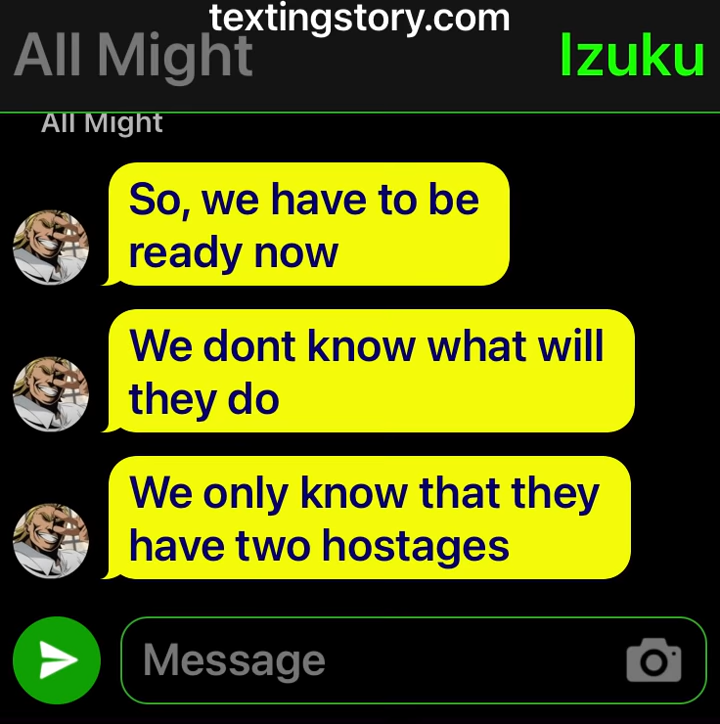 textingstory.com
All Might
Izuku
All Might
So, we have to be
ready now
We dont know what will
they do
We only know that they
have two hostages
Message